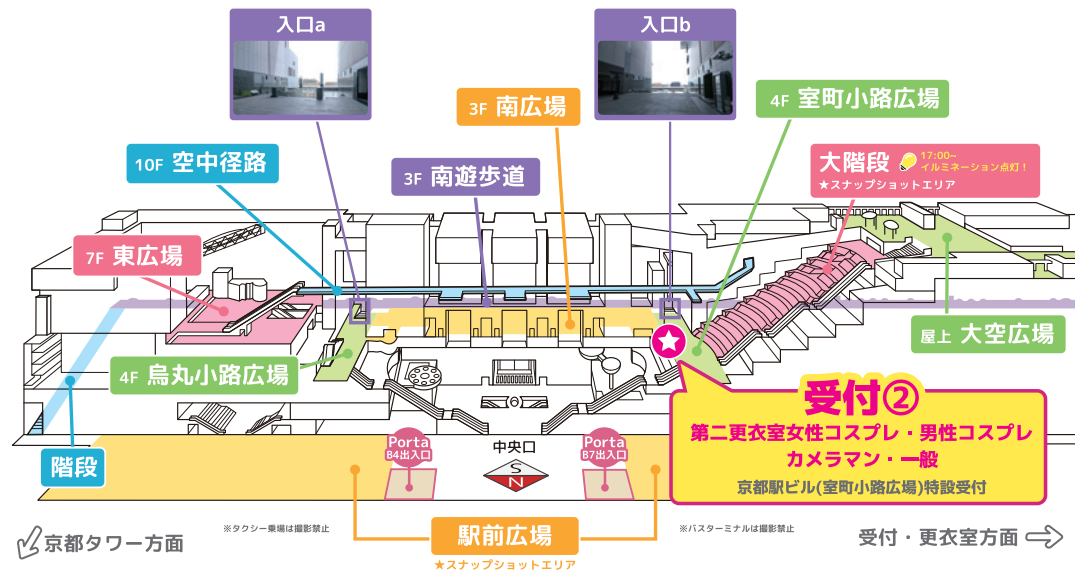 入口a
入口b
3F 南広場
4F 室町小路広場
10F 空中径路
3F 南遊歩道
大階段
17:00~
イルミネーション点灯！
★スナップショットエリア
7F 東広場
屋上 大空広場
4F 烏丸小路広場
受付②
第二更衣室女性コスプレ・男性コスプレ
カメラマン・一般
京都駅ビル(室町小路広場)特設受付
階段
Porta
B4出入口
中央口
S
N
Porta
B7出入口
※タクシー乗場は撮影禁止
駅前広場
★スナップショットエリア
※バスターミナルは撮影禁止
京都タワー方面
受付・更衣室方面